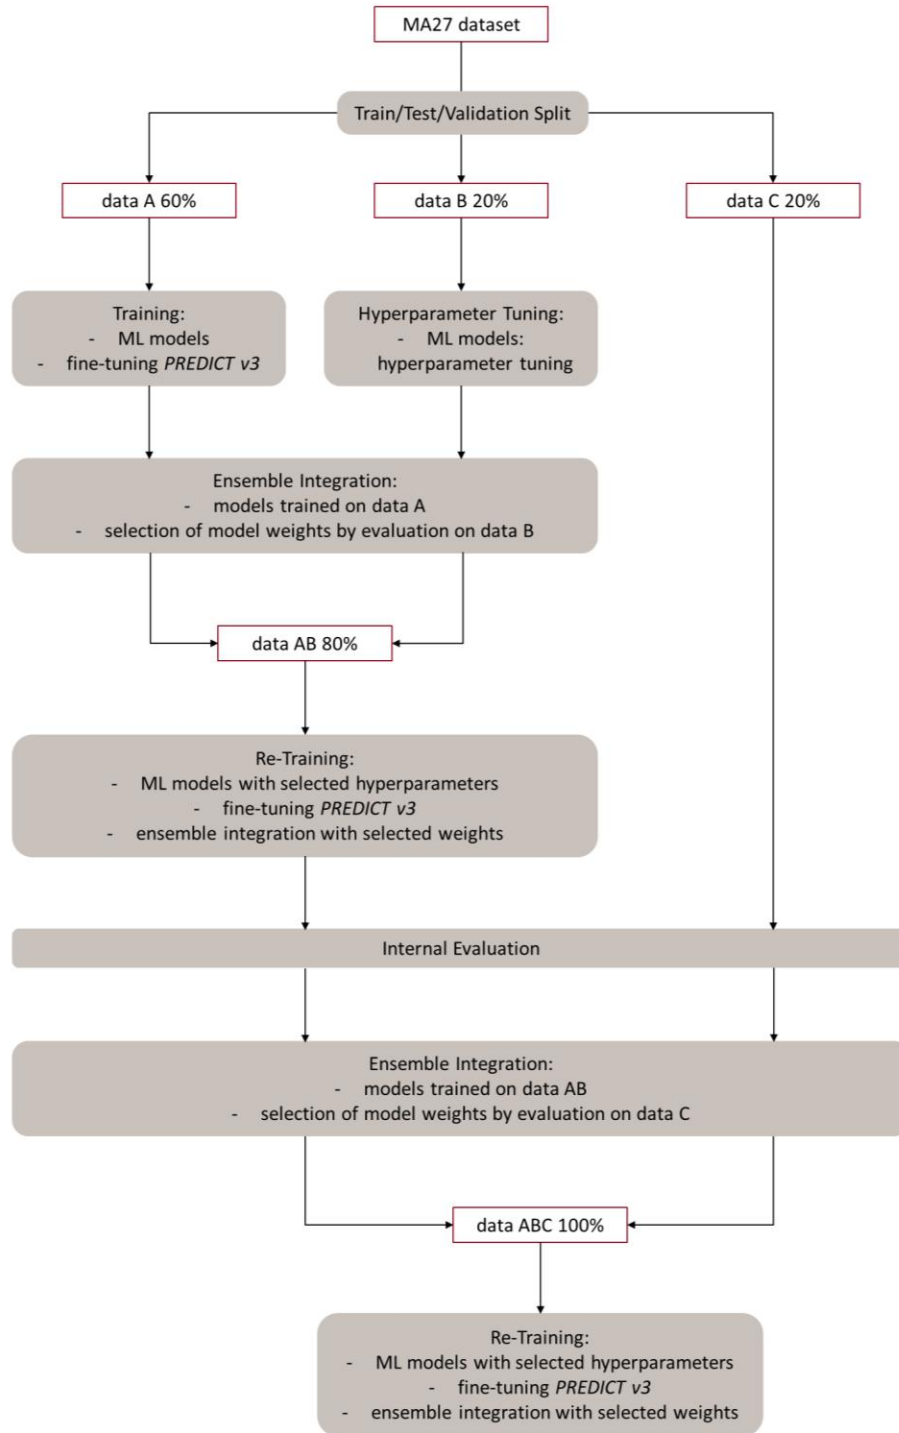 MA27 dataset
Train/Test/Validation Split
data A 60%
data B 20%
data C 20%
Training:
- ML models
- fine-tuning PREDICT v3
Hyperparameter Tuning:
- ML models:
hyperparameter tuning
Ensemble Integration:
- models trained on data A
- selection of model weights by evaluation on data B
data AB 80%
Re-Training:
- ML models with selected hyperparameters
- fine-tuning PREDICT v3
- ensemble integration with selected weights
Internal Evaluation
Ensemble Integration:
- models trained on data AB
- selection of model weights by evaluation on data C
data ABC 100%
Re-Training:
- ML models with selected hyperparameters
- fine-tuning PREDICT v3
- ensemble integration with selected weights